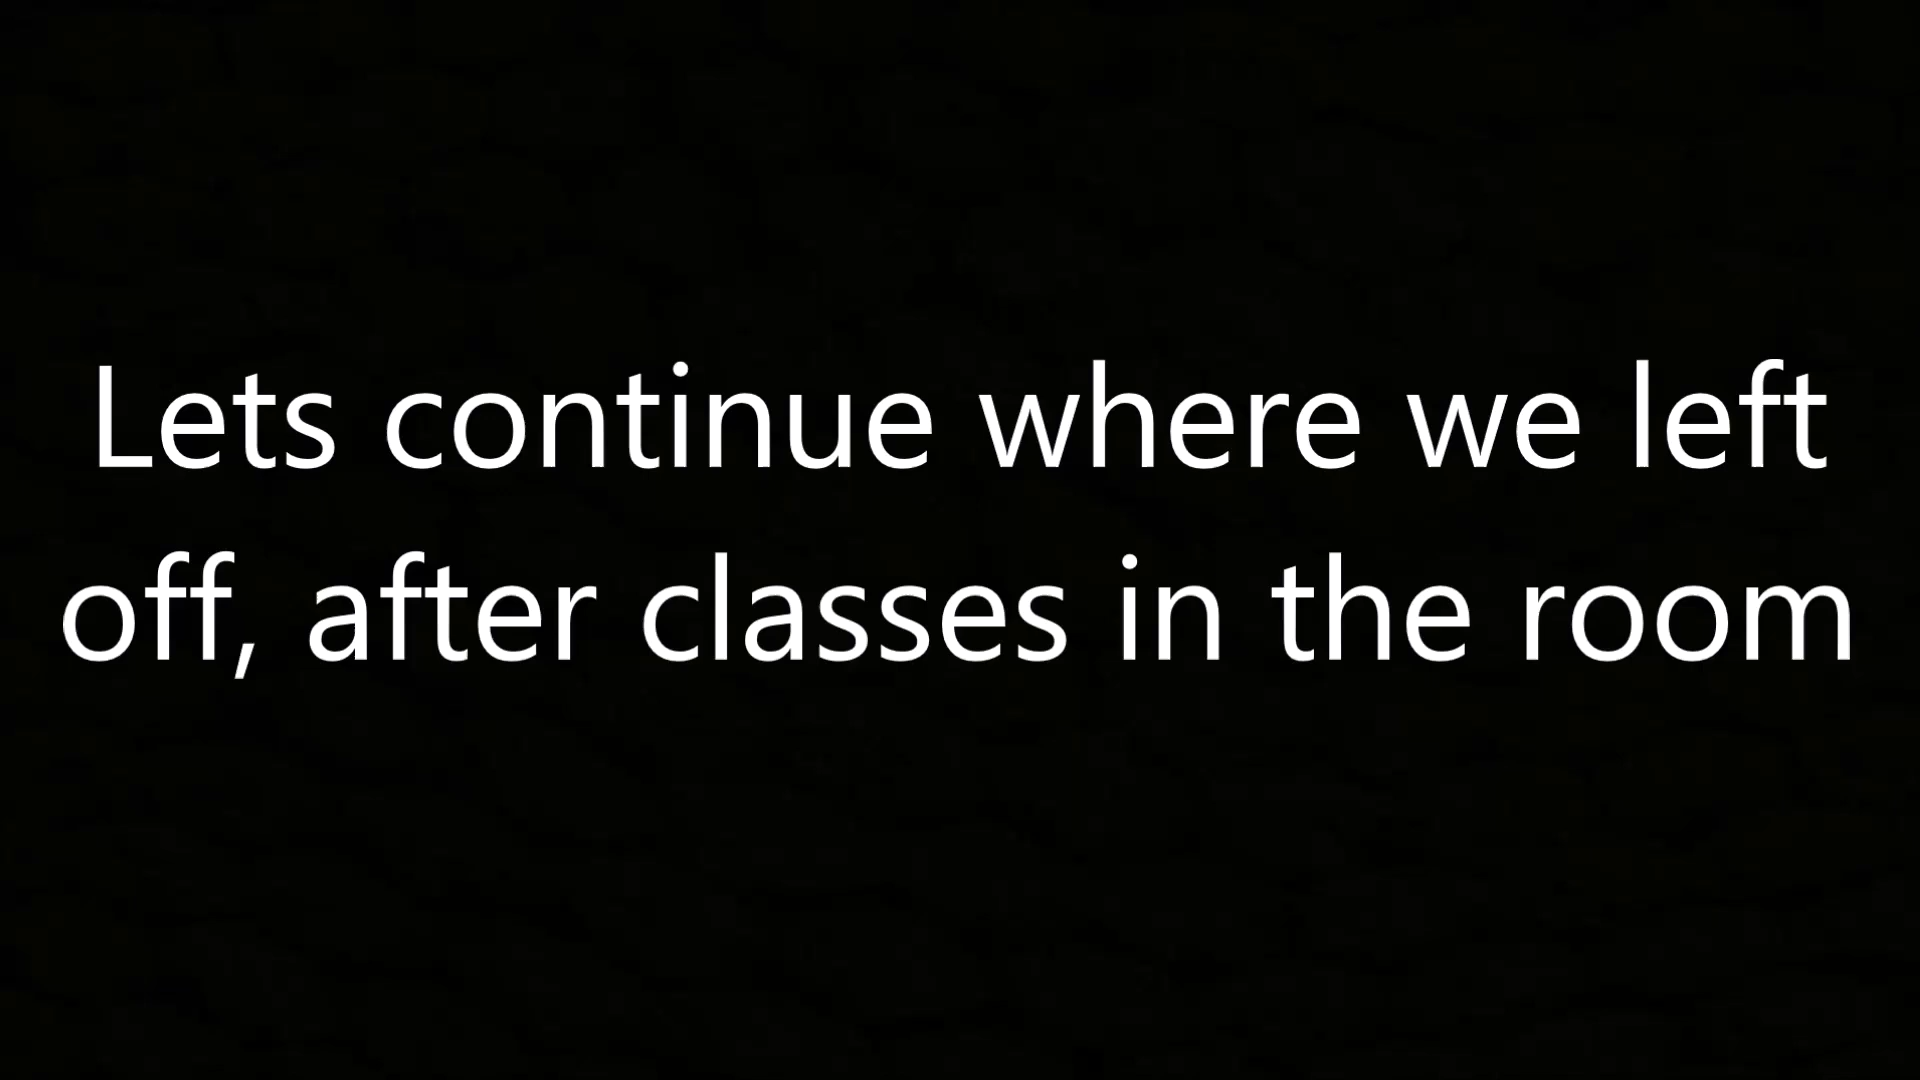 Lets continue where we left
off, after classes in the room